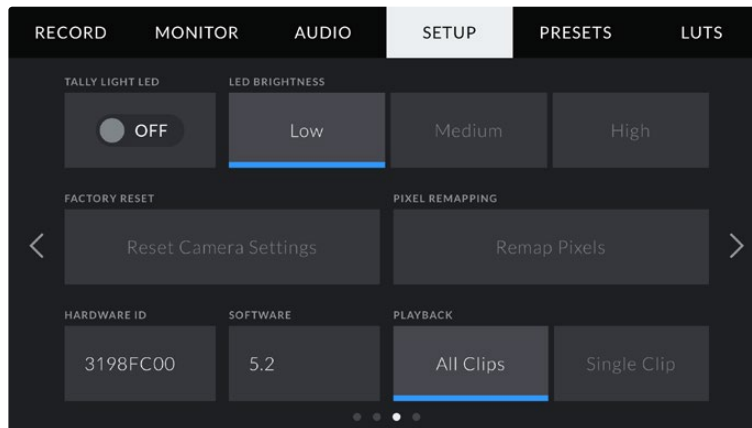 RECORD MONITOR AUDIO SETUP PRESETS LUTS
TALLY LIGHT LED LED BRIGHTNESS
OFF Low Medium High
FACTORY RESET PIXEL REMAPPING
Reset Camera Settings Remap Pixels
HARDWARE ID SOFTWARE PLAYBACK
3198FC00 5.2 All Clips Single Clip